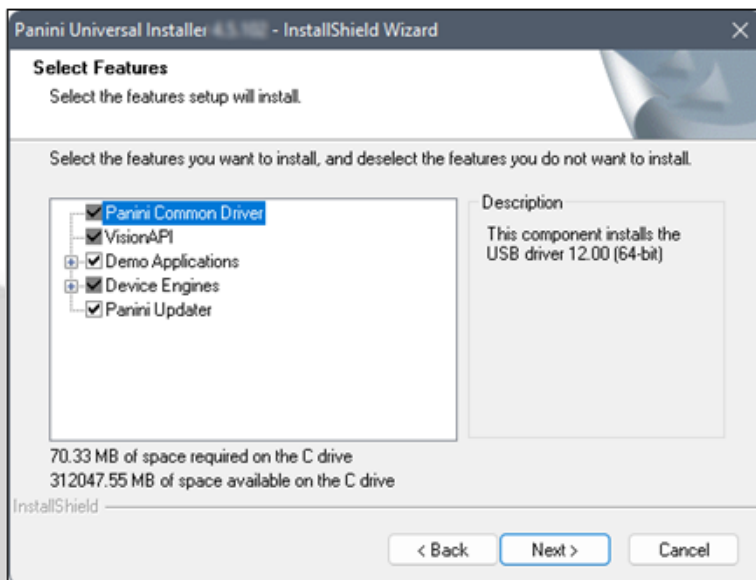 Panini Universal Installer - InstallShield Wizard
Select Features
Select the features setup will install.
Select the features you want to install, and deselect the features you do not want to install.
Panini Common Driver
VisionAPI
Demo Applications
Device Engines
Panini Updater
Description
This component installs the
USB driver 12.00 (64-bit)
70.33 MB of space required on the C drive
312047.55 MB of space available on the C drive
InstallShield
< Back
Next >
Cancel